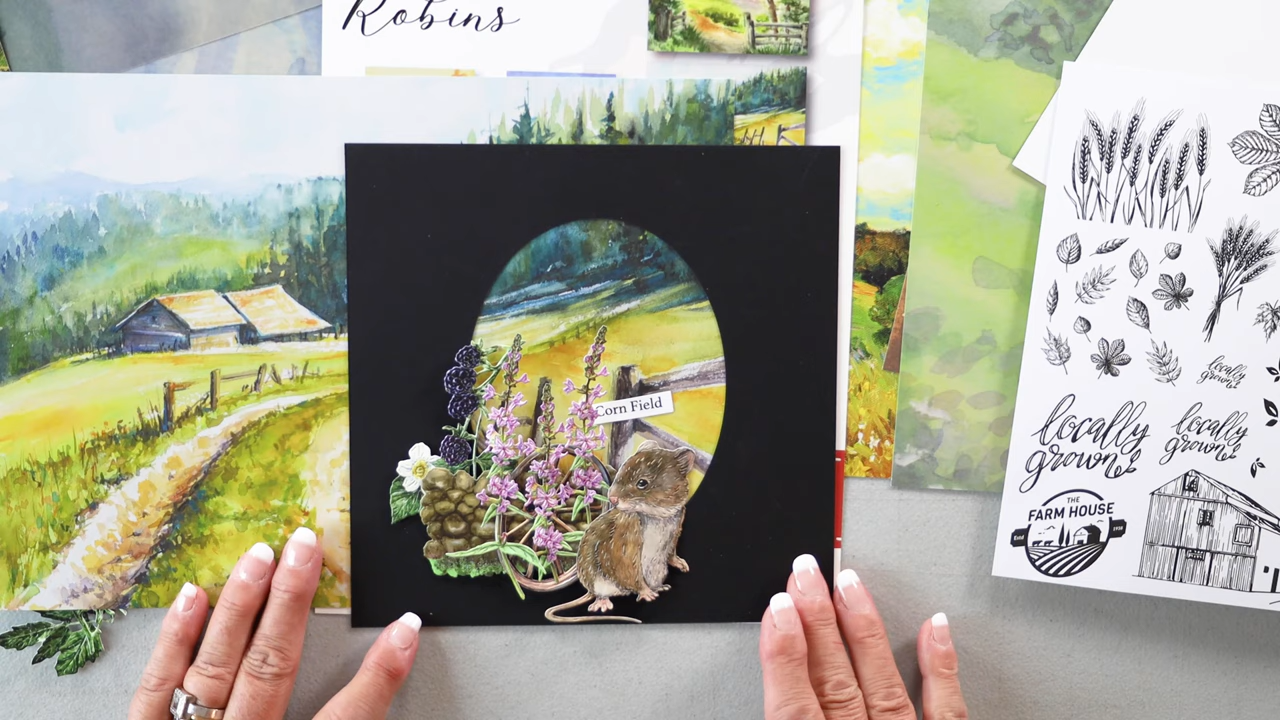 Robins
Corn Field
locally
grown
locally
grown
locally
grown
THE
FARM HOUSE